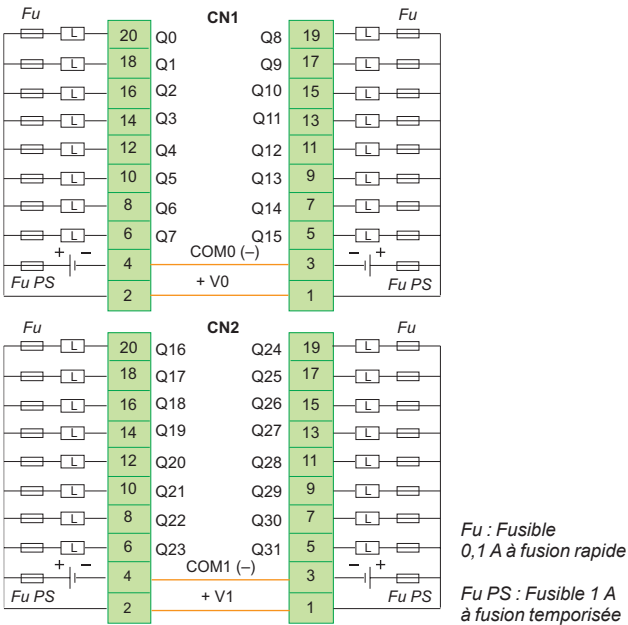 Fu CN1 Fu
L 20 Q0 Q8 19 L
L 18 Q1 Q9 17 L
L 16 Q2 Q10 15 L
L 14 Q3 Q11 13 L
L 12 Q4 Q12 11 L
L 10 Q5 Q13 9 L
L 8 Q6 Q14 7 L
L 6 Q7 Q15 5 L
+ – 4 COM0 (–) 3 – +
Fu PS + V0 Fu PS
2 1
Fu CN2 Fu
L 20 Q16 Q24 19 L
L 18 Q17 Q25 17 L
L 16 Q18 Q26 15 L
L 14 Q19 Q27 13 L
L 12 Q20 Q28 11 L
L 10 Q21 Q29 9 L
L 8 Q22 Q30 7 L
L 6 Q23 Q31 5 L
+ – 4 COM1 (–) 3 – +
Fu PS + V1 Fu PS
2 1
Fu : Fusible
0,1 A à fusion rapide
Fu PS : Fusible 1 A
à fusion temporisée